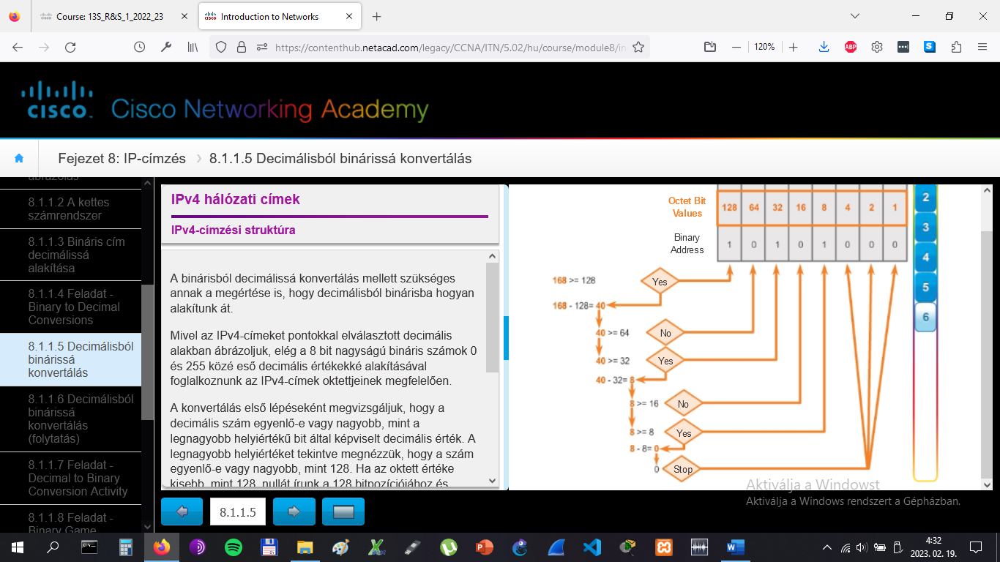 Course: 13S_R&S_1_2022_23
Introduction to Networks
https://contenthub.netacad.com/legacy/CCNA/ITN/5.02/hu/course/module8/in
120%
ABP
S
CISCO
Cisco Networking Academy
Fejezet 8: IP-címzés
8.1.1.5 Decimálisból binárissá konvertálás
ábrázolás
8.1.1.2 A kettes
számrendszer
8.1.1.3 Bináris cím
decimálissá
alakítása
8.1.1.4 Feladat -
Binary to Decimal
Conversions
8.1.1.5 Decimálisból
binárissá
konvertálás
8.1.1.6 Decimálisból
binárissá
konvertálás
(folytatás)
8.1.1.7 Feladat -
Decimal to Binary
Conversion Activity
8.1.1.8 Feladat -
Binary Game
IPv4 hálózati címek
IPv4-címzési struktúra
A binárisból decimálissá konvertálás mellett szükséges
annak a megértése is, hogy decimálisból binárisba hogyan
alakítunk át.
Mivel az IPv4-címeket pontokkal elválasztott decimális
alakban ábrázoljuk, elég a 8 bit nagyságú bináris számok 0
és 255 közé eső decimális értékekké alakításával
foglalkoznunk az IPv4-címek oktettjeinek megfelelően.
A konvertálás első lépéseként megvizsgáljuk, hogy a
decimális szám egyenlő-e vagy nagyobb, mint a
legnagyobb helyiértékű bit által képviselt decimális érték. A
legnagyobb helyiértéket tekintve megnézzük, hogy a szám
egyenlő-e vagy nagyobb, mint 128. Ha az oktett értéke
kisebb, mint 128, nullát írunk a 128 bitpozíciójához és
8.1.1.5
Octet Bit
Values
128 64 32 16 8 4 2 1
Binary
Address
1 0 1 0 1 0 0 0
168 >= 128 Yes
168 - 128= 40
40 >= 64 No
40 >= 32 Yes
40 - 32= 8
8 >= 16 No
8 >= 8 Yes
8 - 8= 0
0 Stop
2
3
4
5
6
Aktiválja a Windowst
Aktiválja a Windows rendszert a Gépházban.
4:32
2023. 02. 19.